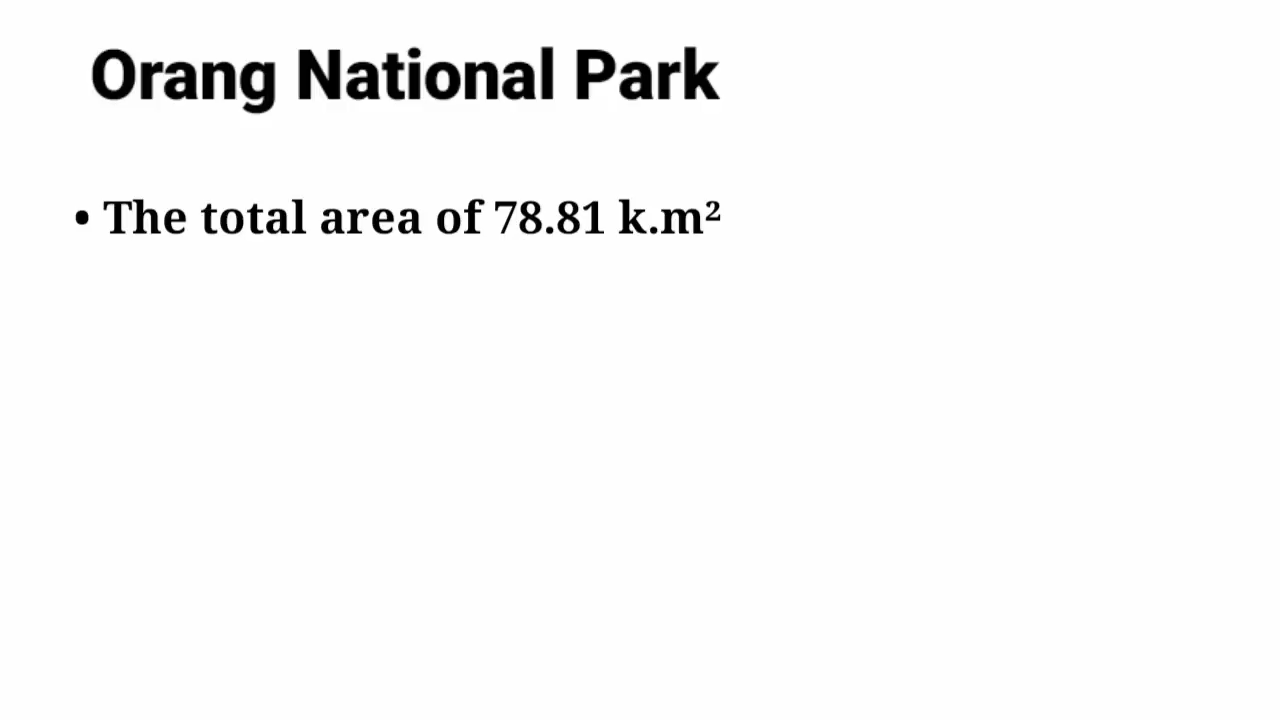 Orang National Park
• The total area of 78.81 k.m²